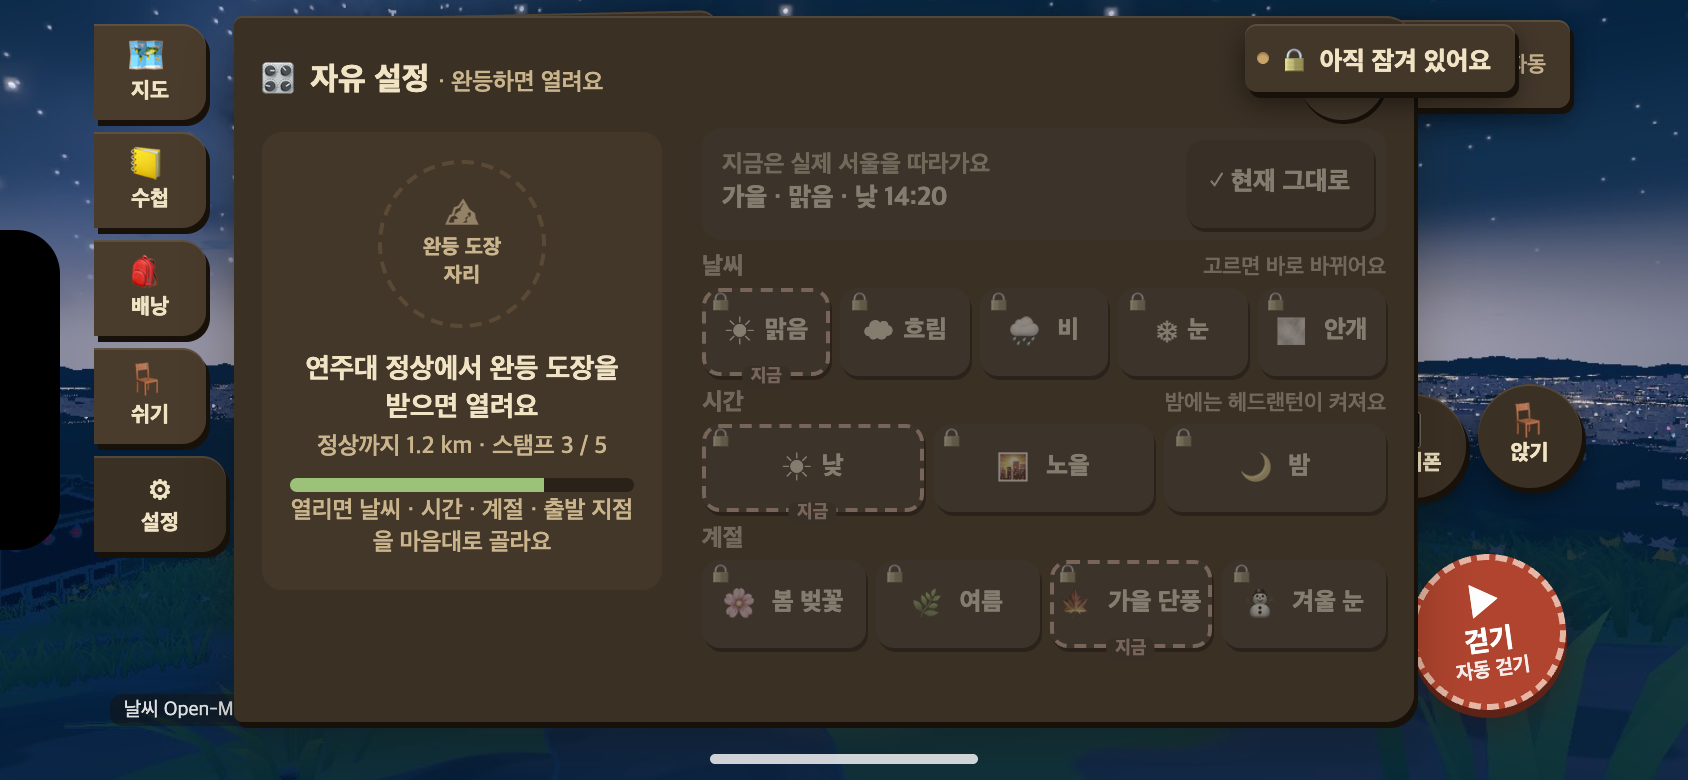 지도
수첩
배낭
쉬기
설정
자유 설정 · 완등하면 열려요
아직 잠겨 있어요
완등 도장
자리
연주대 정상에서 완등 도장을
받으면 열려요
정상까지 1.2 km · 스탬프 3 / 5
열리면 날씨 · 시간 · 계절 · 출발 지점
을 마음대로 골라요
지금은 실제 서울을 따라가요
가을 · 맑음 · 낮 14:20
✓ 현재 그대로
날씨
고르면 바로 바뀌어요
맑음
지금
흐림
비
눈
안개
시간
밤에는 헤드랜턴이 켜져요
낮
지금
노을
밤
계절
봄 벚꽃
여름
가을 단풍
지금
겨울 눈
앉기
걷기
자동 걷기
날씨 Open-M